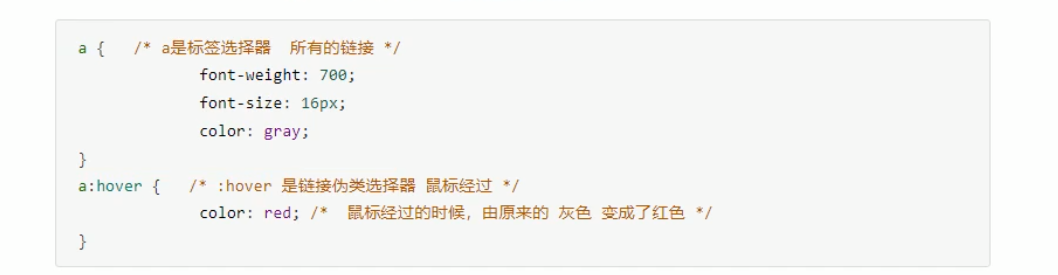 a {   /* a是标签选择器  所有的链接 */
font-weight: 700;
font-size: 16px;
color: gray;
}
a:hover {   /* :hover 是链接伪类选择器 鼠标经过 */
color: red; /*  鼠标经过的时候，由原来的 灰色 变成了红色 */
}